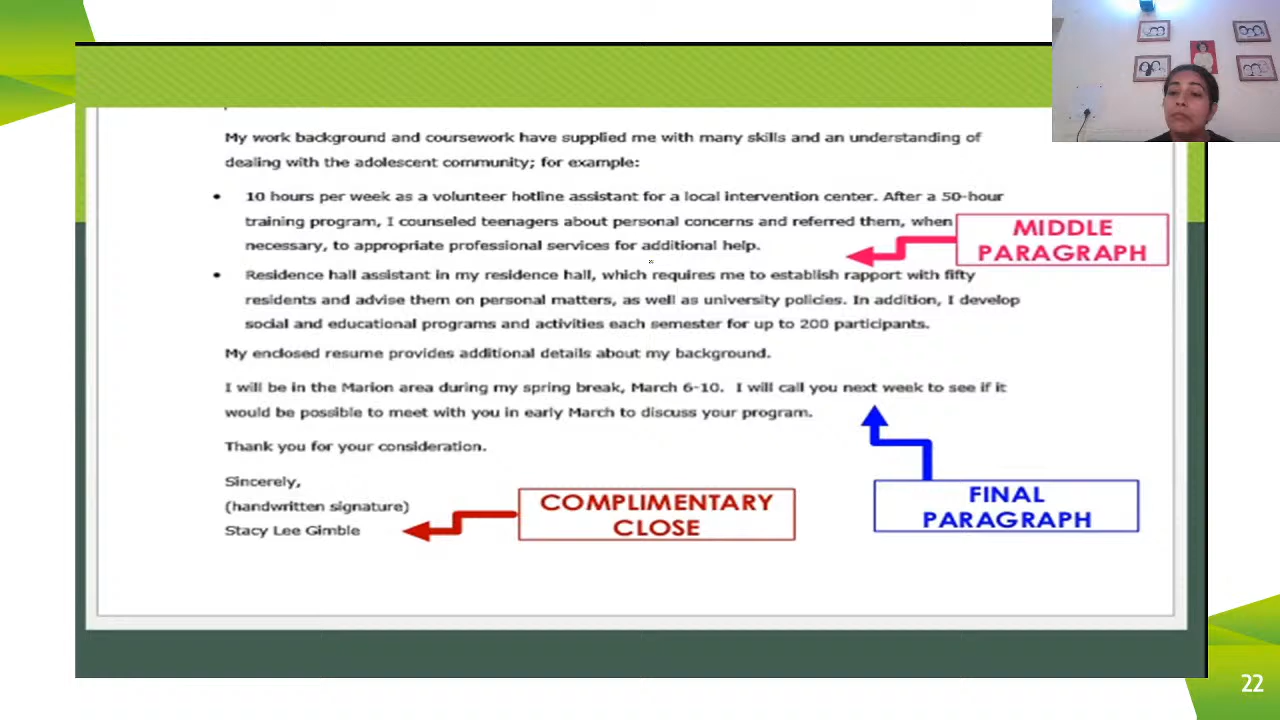 My work background and coursework have supplied me with many skills and an understanding of
dealing with the adolescent community; for example:
• 10 hours per week as a volunteer hotline assistant for a local intervention center. After a 50-hour
training program, I counseled teenagers about personal concerns and referred them, when
necessary, to appropriate professional services for additional help.
MIDDLE
PARAGRAPH
• Residence hall assistant in my residence hall, which requires me to establish rapport with fifty
residents and advise them on personal matters, as well as university policies. In addition, I develop
social and educational programs and activities each semester for up to 200 participants.
My enclosed resume provides additional details about my background.
I will be in the Marion area during my spring break, March 6-10. I will call you next week to see if it
would be possible to meet with you in early March to discuss your program.
Thank you for your consideration.
Sincerely,
(handwritten signature)
Stacy Lee Gimble
COMPLIMENTARY
CLOSE
FINAL
PARAGRAPH
22